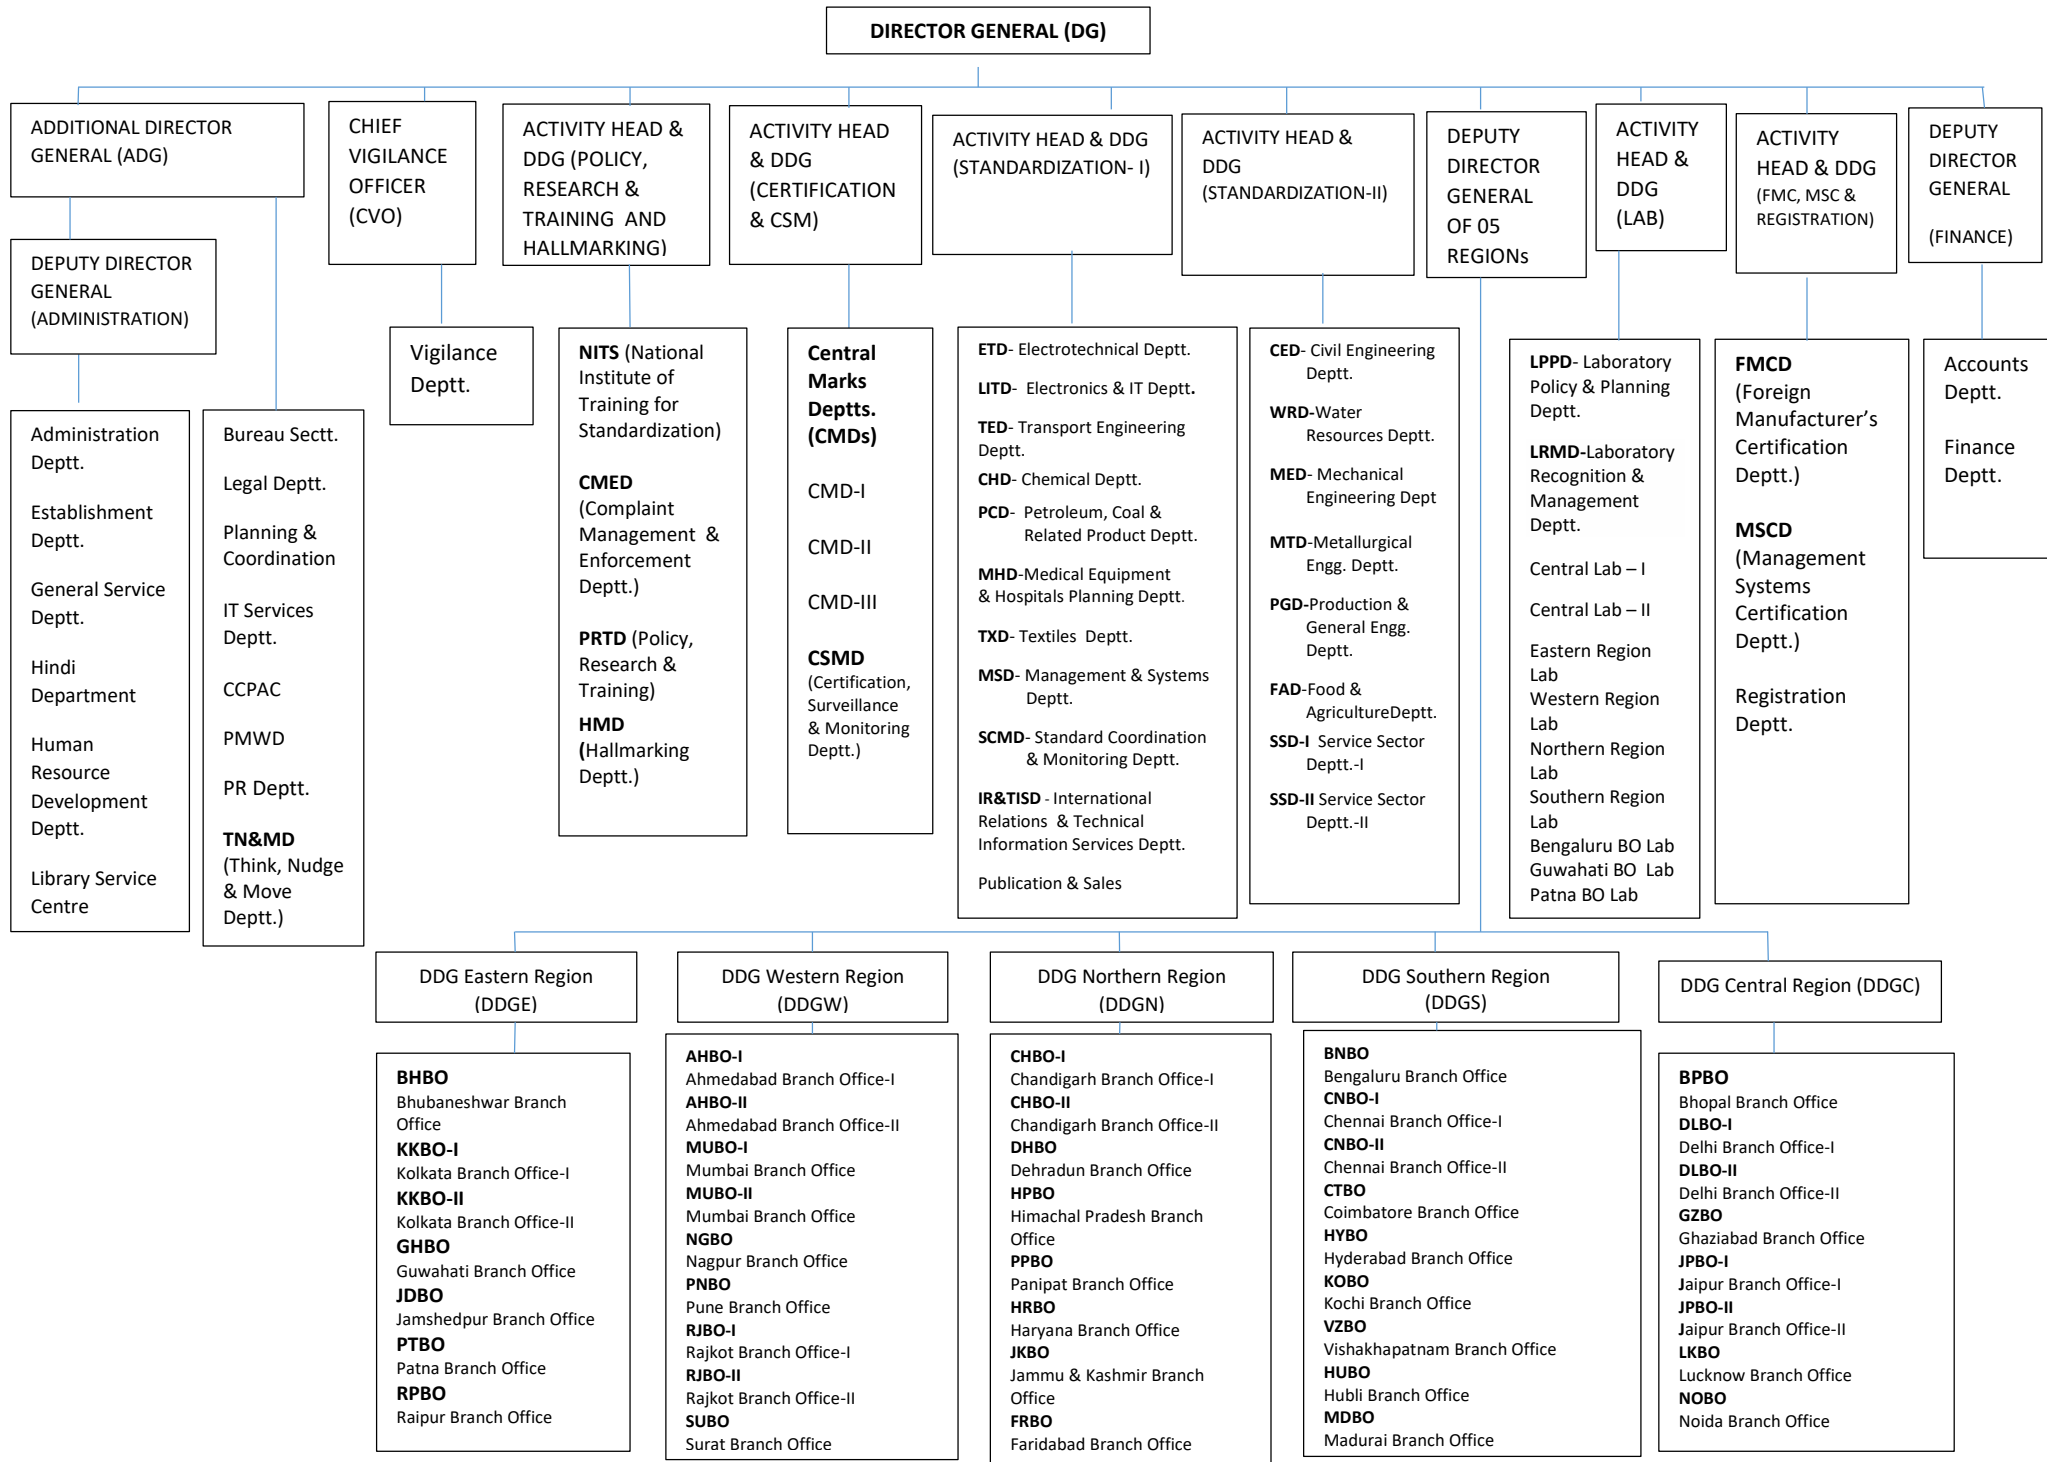 DIRECTOR GENERAL (DG)
ADDITIONAL DIRECTOR
GENERAL (ADG)
CHIEF
VIGILANCE
OFFICER
(CVO)
ACTIVITY HEAD &
DDG (POLICY,
RESEARCH &
TRAINING AND
HALLMARKING)
ACTIVITY HEAD
& DDG
(CERTIFICATION
& CSM)
ACTIVITY HEAD & DDG
(STANDARDIZATION- I)
ACTIVITY HEAD &
DDG
(STANDARDIZATION-II)
DEPUTY
DIRECTOR
GENERAL
OF 05
REGIONs
ACTIVITY
HEAD &
DDG
(LAB)
ACTIVITY
HEAD & DDG
(FMC, MSC &
REGISTRATION)
DEPUTY
DIRECTOR
GENERAL
(FINANCE)
DEPUTY DIRECTOR
GENERAL
(ADMINISTRATION)
Administration
Deptt.
Establishment
Deptt.
General Service
Deptt.
Hindi
Department
Human
Resource
Development
Deptt.
Library Service
Centre
Bureau Sectt.
Legal Deptt.
Planning &
Coordination
IT Services
Deptt.
CCPAC
PMWD
PR Deptt.
TN&MD
(Think, Nudge
& Move
Deptt.)
Vigilance
Deptt.
NITS (National
Institute of
Training for
Standardization)
CMED
(Complaint
Management &
Enforcement
Deptt.)
PRTD (Policy,
Research &
Training)
HMD
(Hallmarking
Deptt.)
Central
Marks
Deptts.
(CMDs)
CMD-I
CMD-II
CMD-III
CSMD
(Certification,
Surveillance
& Monitoring
Deptt.)
ETD- Electrotechnical Deptt.
LITD- Electronics & IT Deptt.
TED- Transport Engineering
Deptt.
CHD- Chemical Deptt.
PCD- Petroleum, Coal &
Related Product Deptt.
MHD-Medical Equipment
& Hospitals Planning Deptt.
TXD- Textiles Deptt.
MSD- Management & Systems
Deptt.
SCMD- Standard Coordination
& Monitoring Deptt.
IR&TISD - International
Relations & Technical
Information Services Deptt.
Publication & Sales
CED- Civil Engineering
Deptt.
WRD-Water
Resources Deptt.
MED- Mechanical
Engineering Dept
MTD-Metallurgical
Engg. Deptt.
PGD-Production &
General Engg.
Deptt.
FAD-Food &
AgricultureDeptt.
SSD-I Service Sector
Deptt.-I
SSD-II Service Sector
Deptt.-II
LPPD- Laboratory
Policy & Planning
Deptt.
LRMD-Laboratory
Recognition &
Management
Deptt.
Central Lab – I
Central Lab – II
Eastern Region
Lab
Western Region
Lab
Northern Region
Lab
Southern Region
Lab
Bengaluru BO Lab
Guwahati BO Lab
Patna BO Lab
FMCD
(Foreign
Manufacturer’s
Certification
Deptt.)
MSCD
(Management
Systems
Certification
Deptt.)
Registration
Deptt.
Accounts
Deptt.
Finance
Deptt.
DDG Eastern Region
(DDGE)
DDG Western Region
(DDGW)
DDG Northern Region
(DDGN)
DDG Southern Region
(DDGS)
DDG Central Region (DDGC)
BHBO
Bhubaneshwar Branch
Office
KKBO-I
Kolkata Branch Office-I
KKBO-II
Kolkata Branch Office-II
GHBO
Guwahati Branch Office
JDBO
Jamshedpur Branch Office
PTBO
Patna Branch Office
RPBO
Raipur Branch Office
AHBO-I
Ahmedabad Branch Office-I
AHBO-II
Ahmedabad Branch Office-II
MUBO-I
Mumbai Branch Office
MUBO-II
Mumbai Branch Office
NGBO
Nagpur Branch Office
PNBO
Pune Branch Office
RJBO-I
Rajkot Branch Office-I
RJBO-II
Rajkot Branch Office-II
SUBO
Surat Branch Office
CHBO-I
Chandigarh Branch Office-I
CHBO-II
Chandigarh Branch Office-II
DHBO
Dehradun Branch Office
HPBO
Himachal Pradesh Branch
Office
PPBO
Panipat Branch Office
HRBO
Haryana Branch Office
JKBO
Jammu & Kashmir Branch
Office
FRBO
Faridabad Branch Office
BNBO
Bengaluru Branch Office
CNBO-I
Chennai Branch Office-I
CNBO-II
Chennai Branch Office-II
CTBO
Coimbatore Branch Office
HYBO
Hyderabad Branch Office
KOBO
Kochi Branch Office
VZBO
Vishakhapatnam Branch Office
HUBO
Hubli Branch Office
MDBO
Madurai Branch Office
BPBO
Bhopal Branch Office
DLBO-I
Delhi Branch Office-I
DLBO-II
Delhi Branch Office-II
GZBO
Ghaziabad Branch Office
JPBO-I
Jaipur Branch Office-I
JPBO-II
Jaipur Branch Office-II
LKBO
Lucknow Branch Office
NOBO
Noida Branch Office